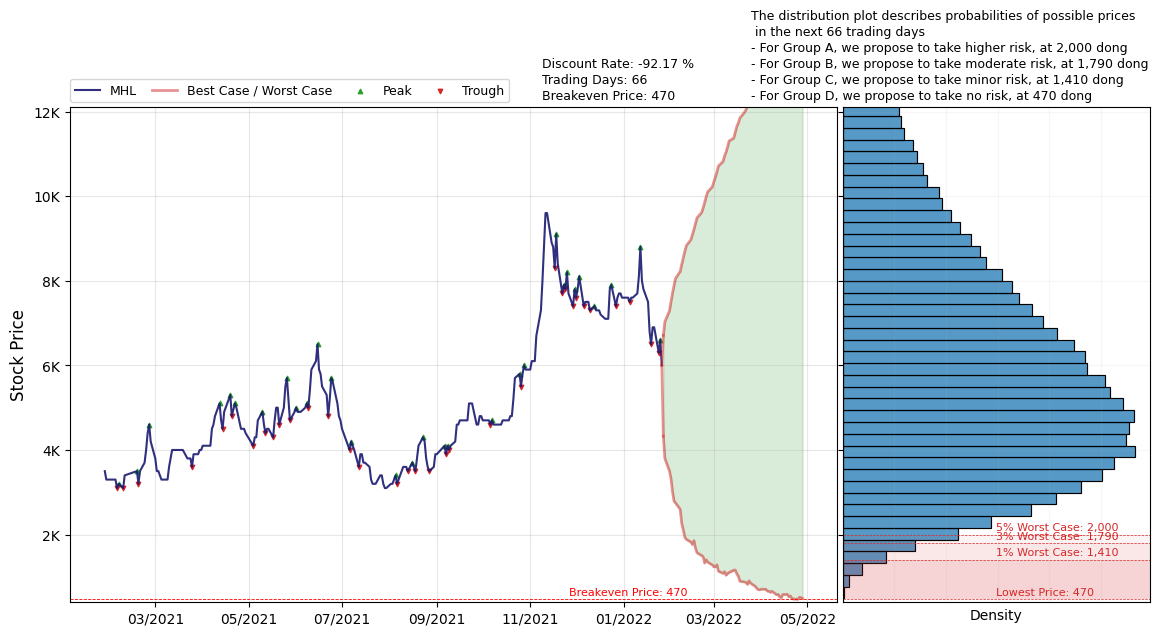 The distribution plot describes probabilities of possible prices
in the next 66 trading days
- For Group A, we propose to take higher risk, at 2,000 dong
- For Group B, we propose to take moderate risk, at 1,790 dong
- For Group C, we propose to take minor risk, at 1,410 dong
- For Group D, we propose to take no risk, at 470 dong
Discount Rate: -92.17 %
Trading Days: 66
Breakeven Price: 470
MHL
Best Case / Worst Case
Peak
Trough
12K
10K
8K
6K
4K
2K
Stock Price
Breakeven Price: 470
03/2021
05/2021
07/2021
09/2021
11/2021
01/2022
03/2022
05/2022
5% Worst Case: 2,000
3% Worst Case: 1,790
1% Worst Case: 1,410
Lowest Price: 470
Density